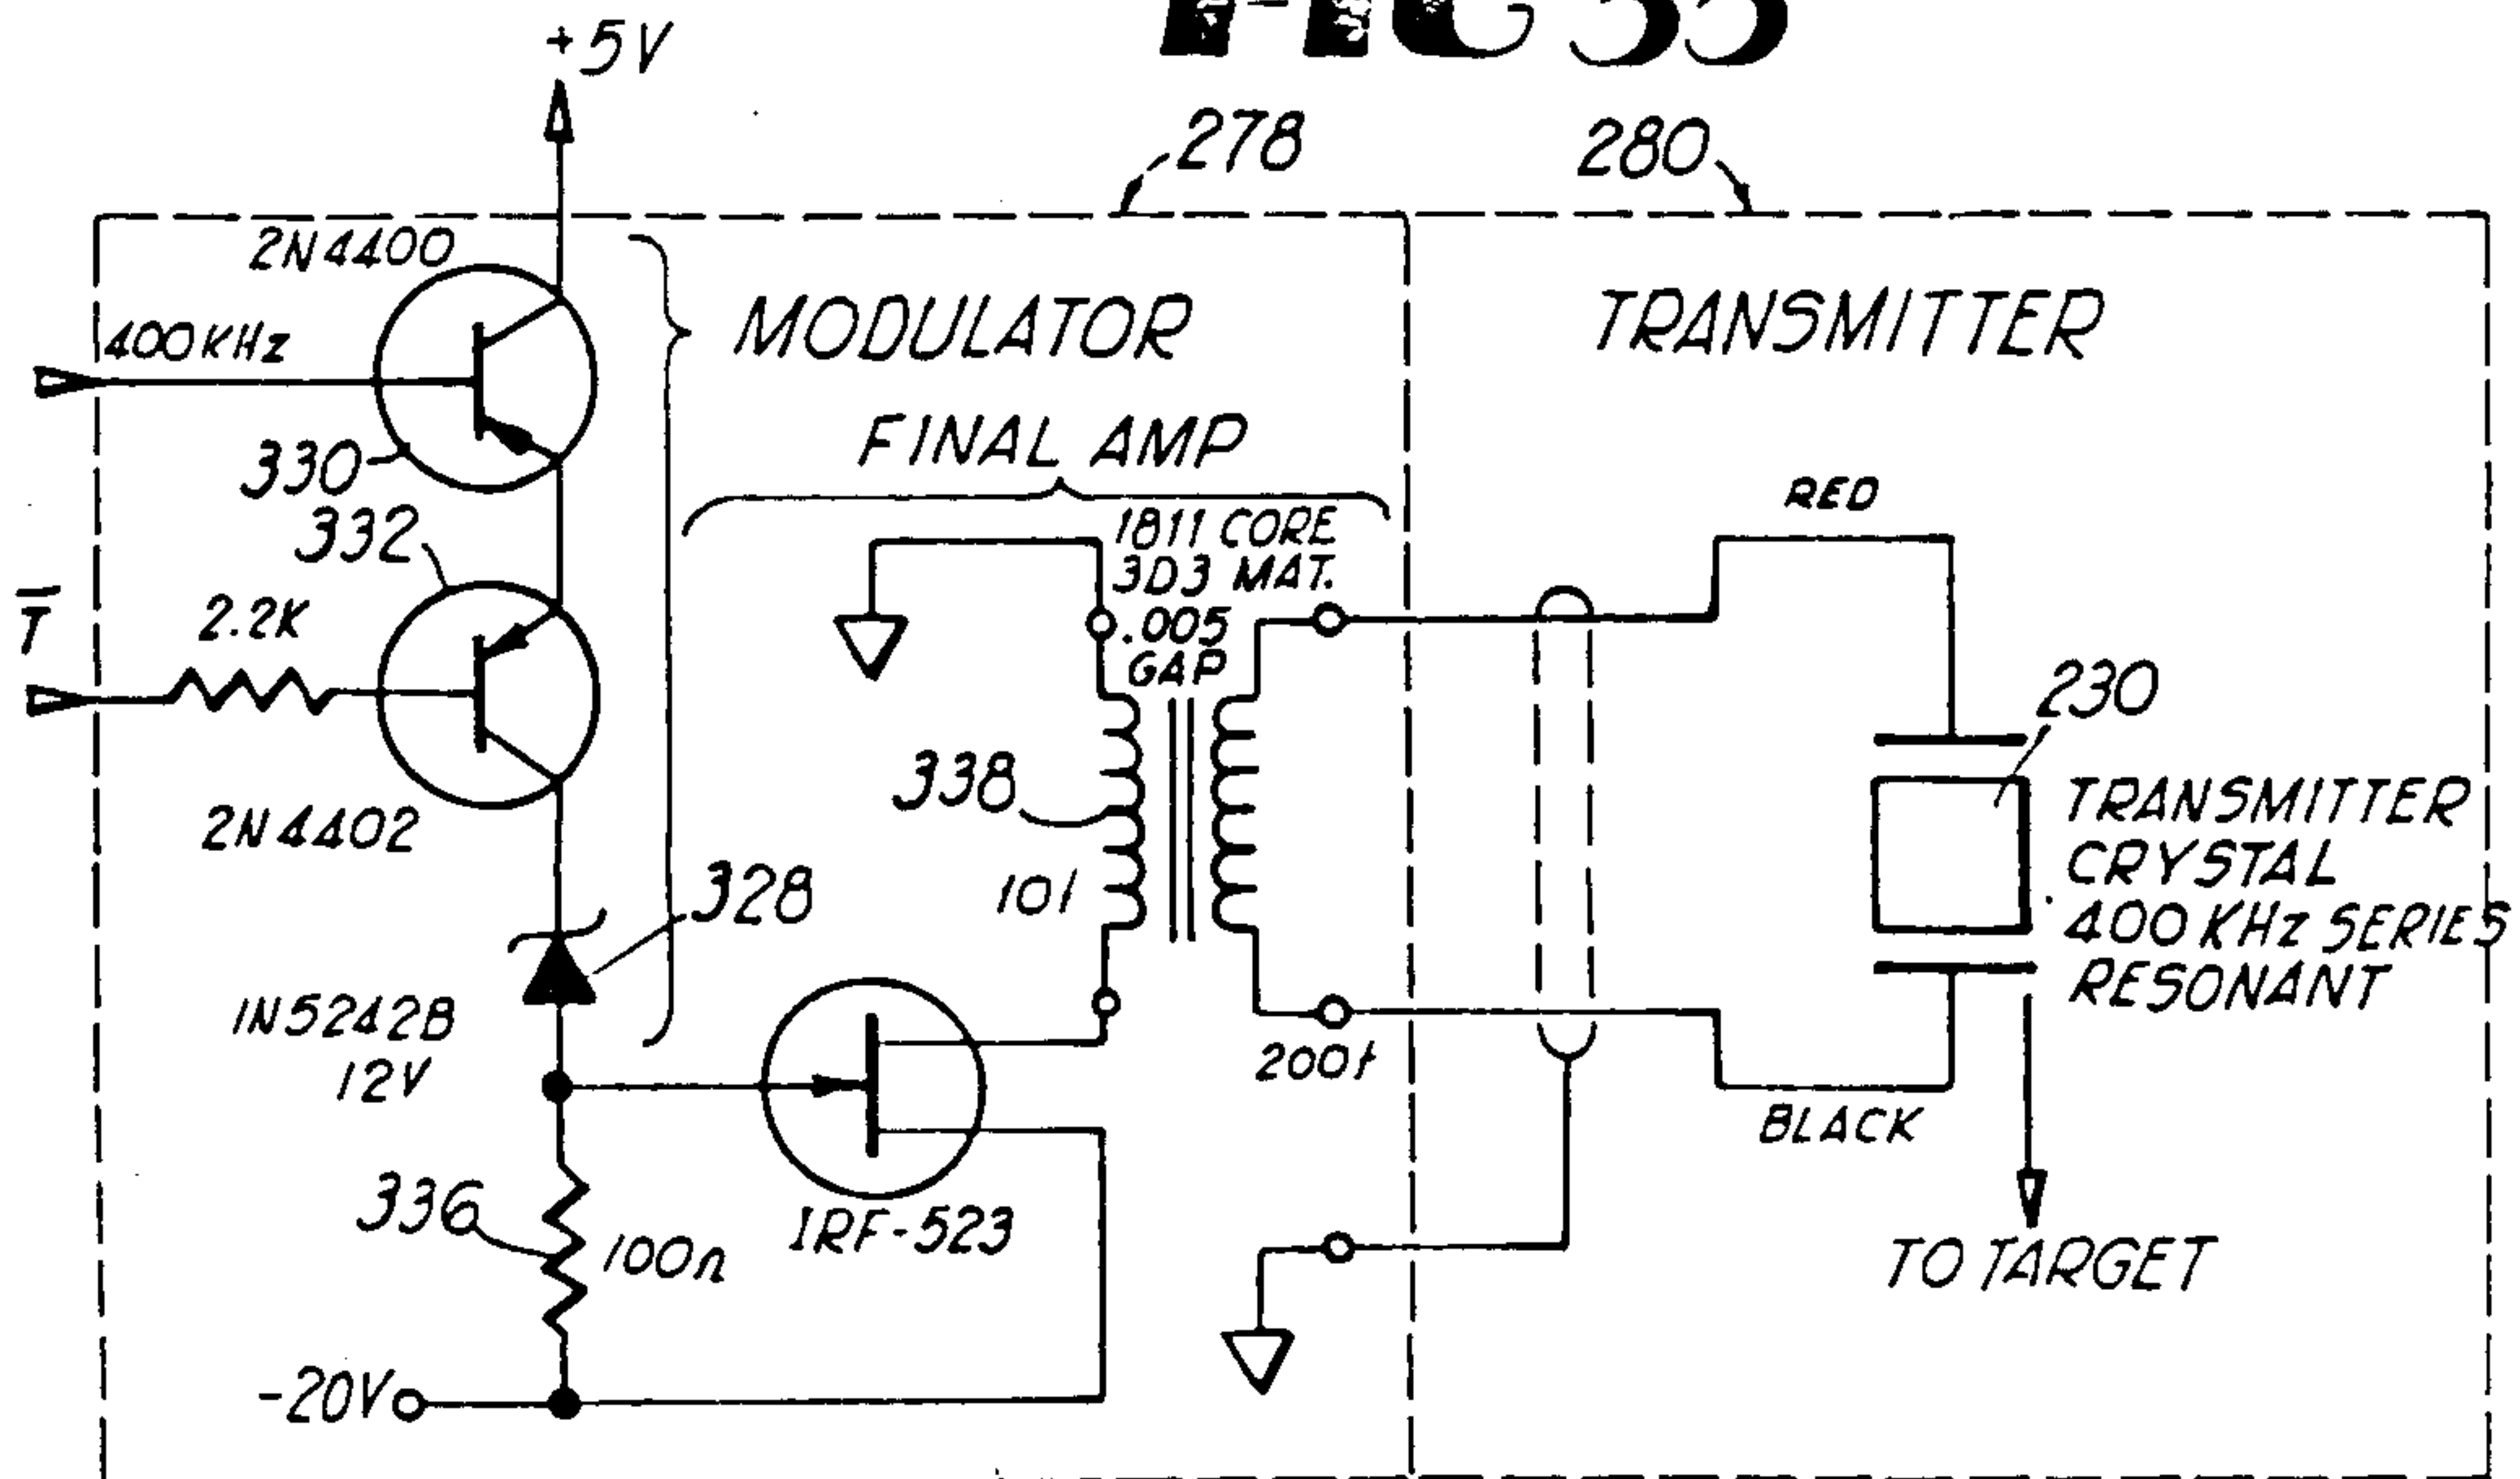 +5V
278
280
2N4400
400KHz
MODULATOR
TRANSMITTER
330
FINAL AMP
RED
332
1811 CORE
3D3 MAT.
T̅
2.2K
.005
GAP
230
338
TRANSMITTER
CRYSTAL
400 KHz SERIES
RESONANT
2N4402
328
101
1N5242B
12V
200t
BLACK
336
100Ω
IRF-523
TO TARGET
-20V